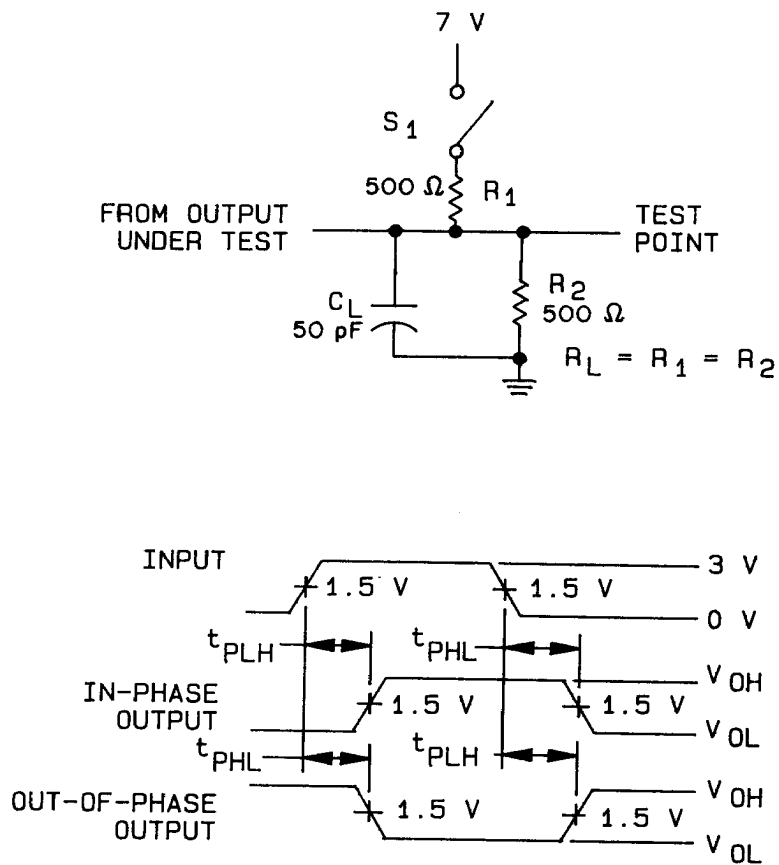 7 V
S1
500 Ω R1
FROM OUTPUT
UNDER TEST
TEST
POINT
CL
50 pF
R2
500 Ω
RL = R1 = R2
INPUT
1.5 V
1.5 V
3 V
0 V
tPLH
tPHL
IN-PHASE
OUTPUT
1.5 V
1.5 V
VOH
VOL
tPHL
tPLH
OUT-OF-PHASE
OUTPUT
1.5 V
1.5 V
VOH
VOL